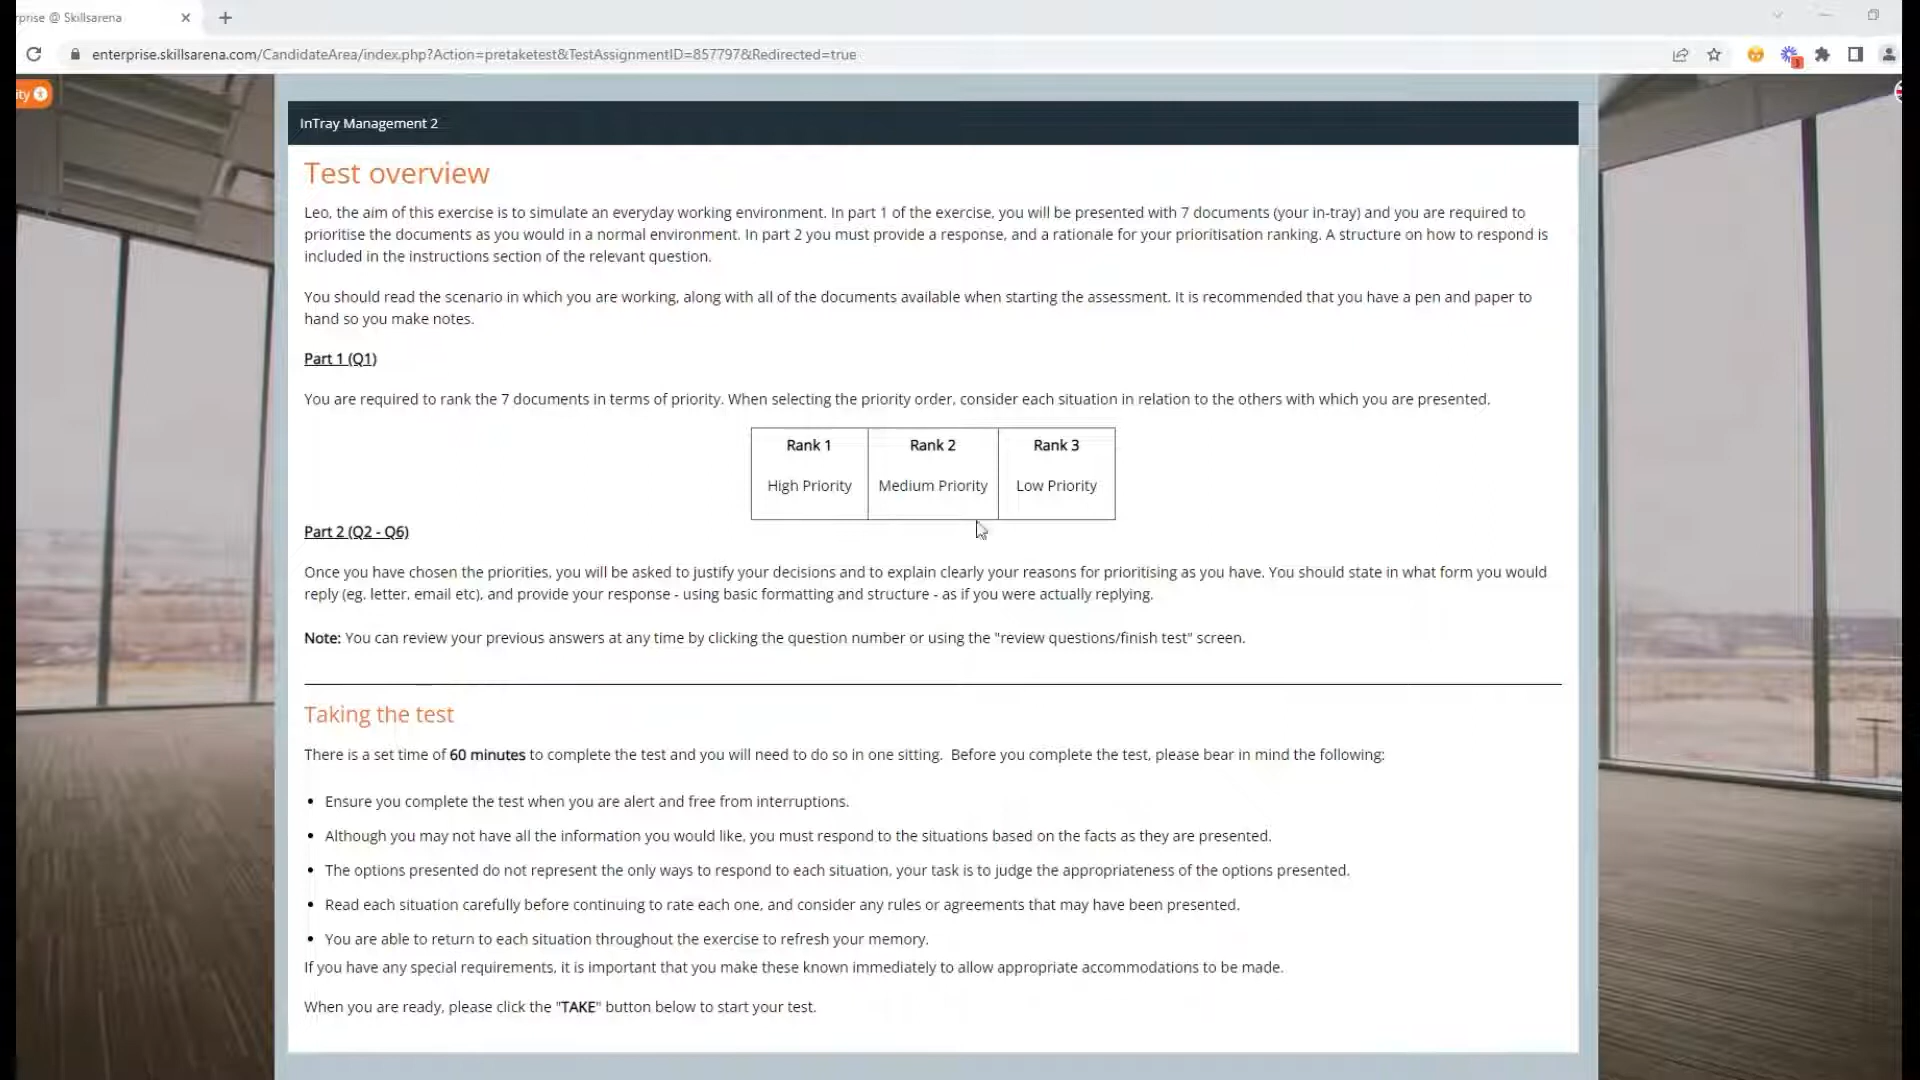 prise @ Skillsarena
enterprise.skillsarena.com/CandidateArea/index.php?Action=pretaketest&TestAssignmentID=857797&Redirected=true
3
ity
InTray Management 2
Test overview
Leo, the aim of this exercise is to simulate an everyday working environment. In part 1 of the exercise, you will be presented with 7 documents (your in-tray) and you are required to
prioritise the documents as you would in a normal environment. In part 2 you must provide a response, and a rationale for your prioritisation ranking. A structure on how to respond is
included in the instructions section of the relevant question.
You should read the scenario in which you are working, along with all of the documents available when starting the assessment. It is recommended that you have a pen and paper to
hand so you make notes.
Part 1 (Q1)
You are required to rank the 7 documents in terms of priority. When selecting the priority order, consider each situation in relation to the others with which you are presented.
Rank 1 Rank 2 Rank 3
High Priority Medium Priority Low Priority
Part 2 (Q2 - Q6)
Once you have chosen the priorities, you will be asked to justify your decisions and to explain clearly your reasons for prioritising as you have. You should state in what form you would
reply (eg. letter, email etc), and provide your response - using basic formatting and structure - as if you were actually replying.
Note: You can review your previous answers at any time by clicking the question number or using the "review questions/finish test" screen.
Taking the test
There is a set time of 60 minutes to complete the test and you will need to do so in one sitting. Before you complete the test, please bear in mind the following:
• Ensure you complete the test when you are alert and free from interruptions.
• Although you may not have all the information you would like, you must respond to the situations based on the facts as they are presented.
• The options presented do not represent the only ways to respond to each situation, your task is to judge the appropriateness of the options presented.
• Read each situation carefully before continuing to rate each one, and consider any rules or agreements that may have been presented.
• You are able to return to each situation throughout the exercise to refresh your memory.
If you have any special requirements, it is important that you make these known immediately to allow appropriate accommodations to be made.
When you are ready, please click the "TAKE" button below to start your test.